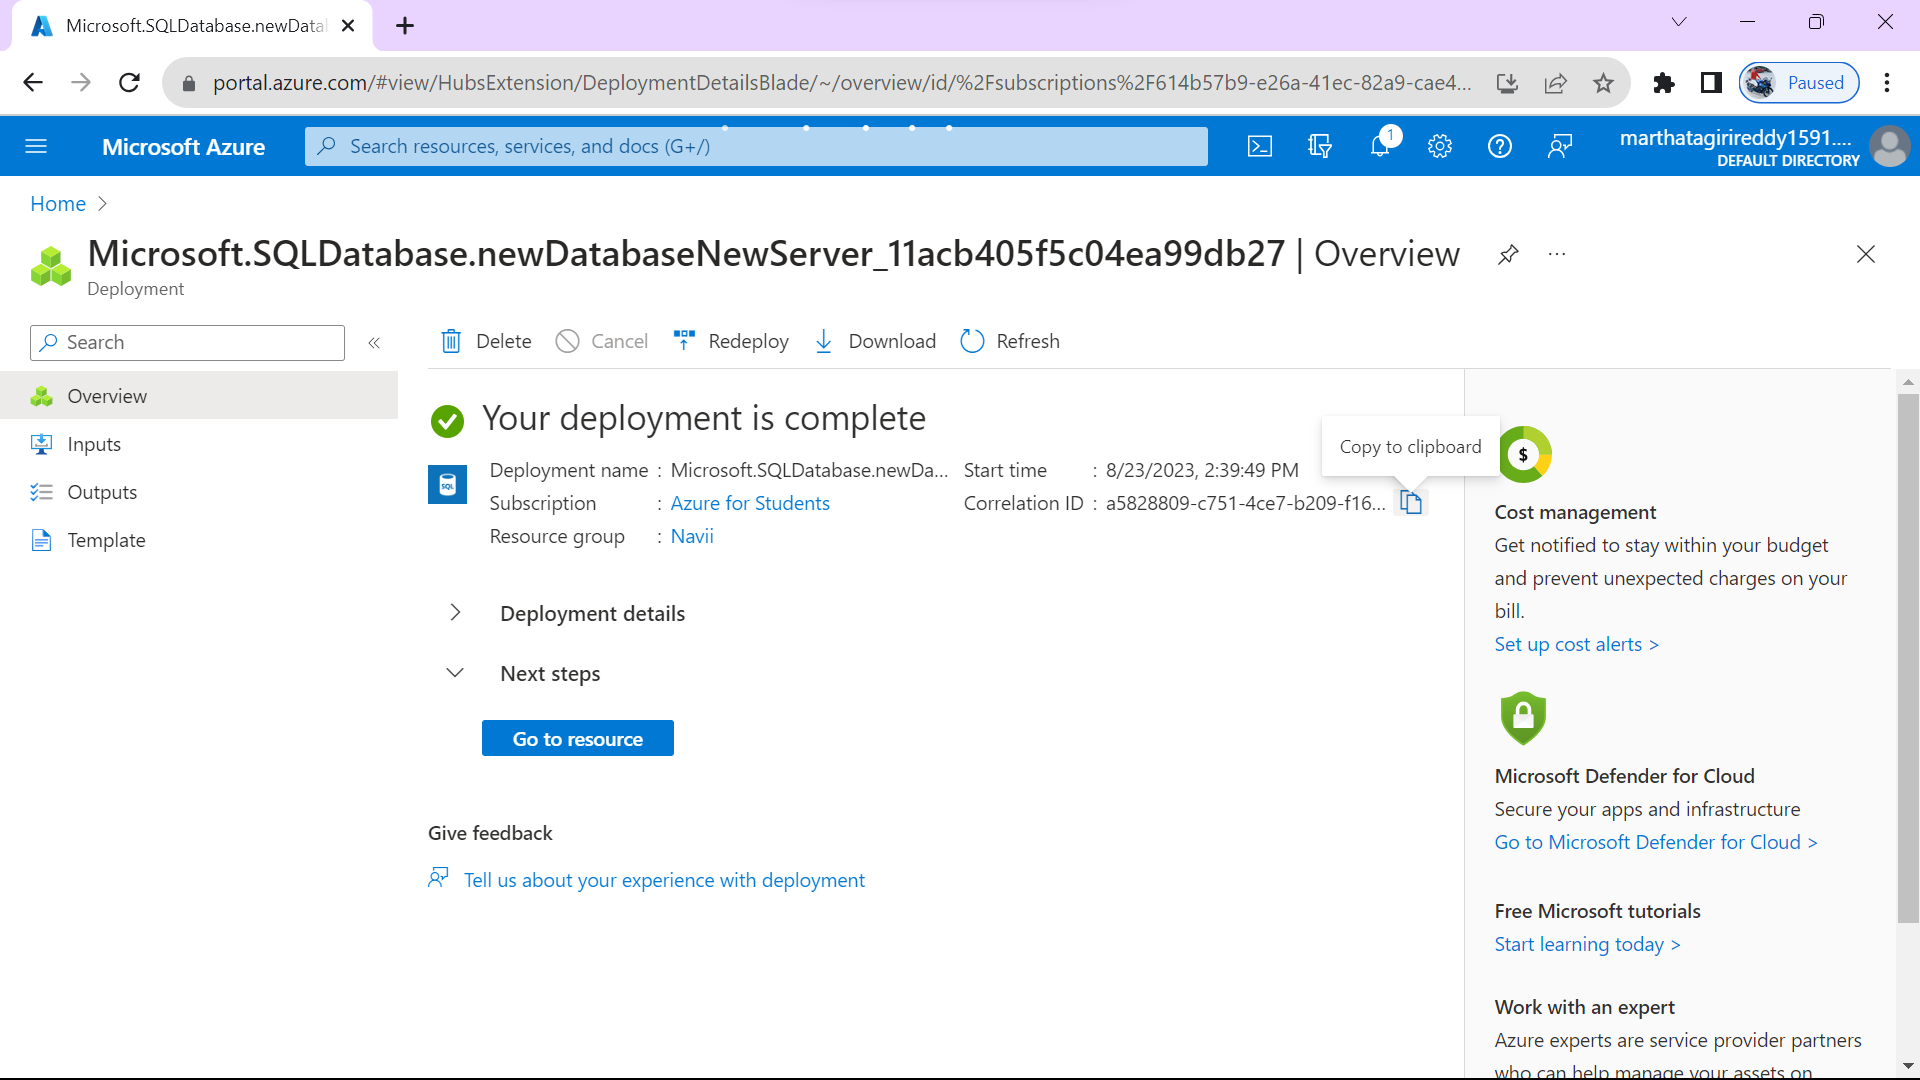 Microsoft.SQLDatabase.newData
portal.azure.com/#view/HubsExtension/DeploymentDetailsBlade/~/overview/id/%2Fsubscriptions%2F614b57b9-e26a-41ec-82a9-cae4...
Paused
Microsoft Azure
Search resources, services, and docs (G+/)
1
marthatagirireddy1591....
DEFAULT DIRECTORY
Home
Microsoft.SQLDatabase.newDatabaseNewServer_11acb405f5c04ea99db27 | Overview
Deployment
Search
Delete
Cancel
Redeploy
Download
Refresh
Overview
Inputs
Outputs
Template
Your deployment is complete
SQL
Deployment name : Microsoft.SQLDatabase.newDa...
Subscription : Azure for Students
Resource group : Navii
Start time : 8/23/2023, 2:39:49 PM
Correlation ID : a5828809-c751-4ce7-b209-f16...
Copy to clipboard
Deployment details
Next steps
Go to resource
Give feedback
Tell us about your experience with deployment
$
Cost management
Get notified to stay within your budget
and prevent unexpected charges on your
bill.
Set up cost alerts >
Microsoft Defender for Cloud
Secure your apps and infrastructure
Go to Microsoft Defender for Cloud >
Free Microsoft tutorials
Start learning today >
Work with an expert
Azure experts are service provider partners
who can help manage your assets on